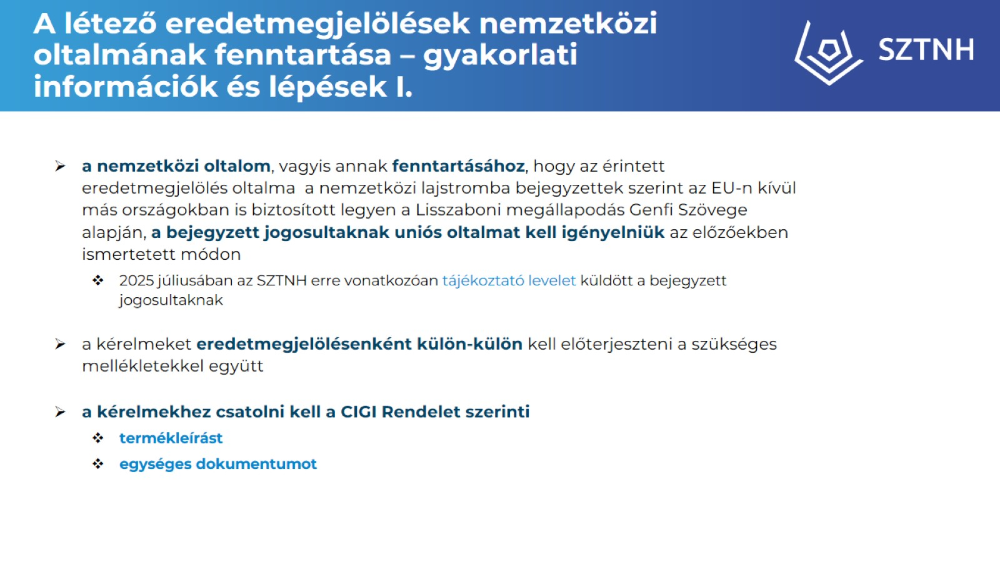 A létező eredetmegjelölések nemzetközi
oltalmának fenntartása – gyakorlati
információk és lépések I.
SZTNH
a nemzetközi oltalom, vagyis annak fenntartásához, hogy az érintett
eredetmegjelölés oltalma a nemzetközi lajstromba bejegyzettek szerint az EU-n kívül
más országokban is biztosított legyen a Lisszaboni megállapodás Genfi Szövege
alapján, a bejegyzett jogosultaknak uniós oltalmat kell igényelniük az előzőekben
ismertetett módon
2025 júliusában az SZTNH erre vonatkozóan tájékoztató levelet küldött a bejegyzett
jogosultaknak
a kérelmeket eredetmegjelölésenként külön-külön kell előterjeszteni a szükséges
mellékletekkel együtt
a kérelmekhez csatolni kell a CIGI Rendelet szerinti
termékleírást
egységes dokumentumot